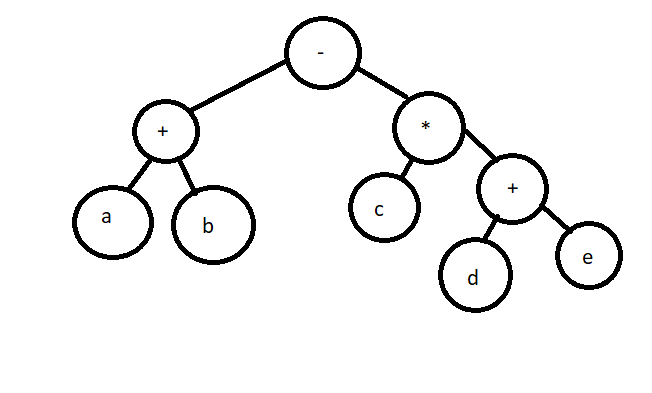 -
+ *
a b c +
d e